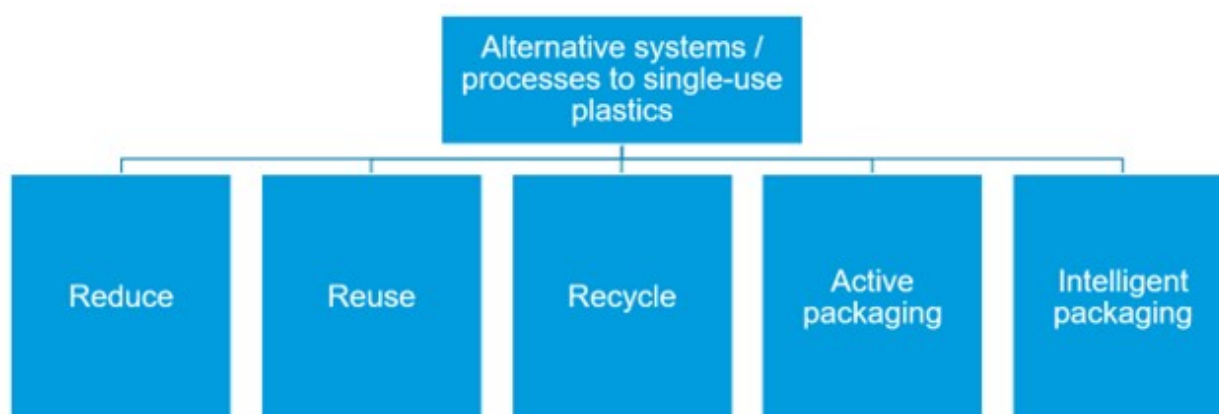 Alternative systems /
processes to single-use
plastics
Reduce
Reuse
Recycle
Active
packaging
Intelligent
packaging